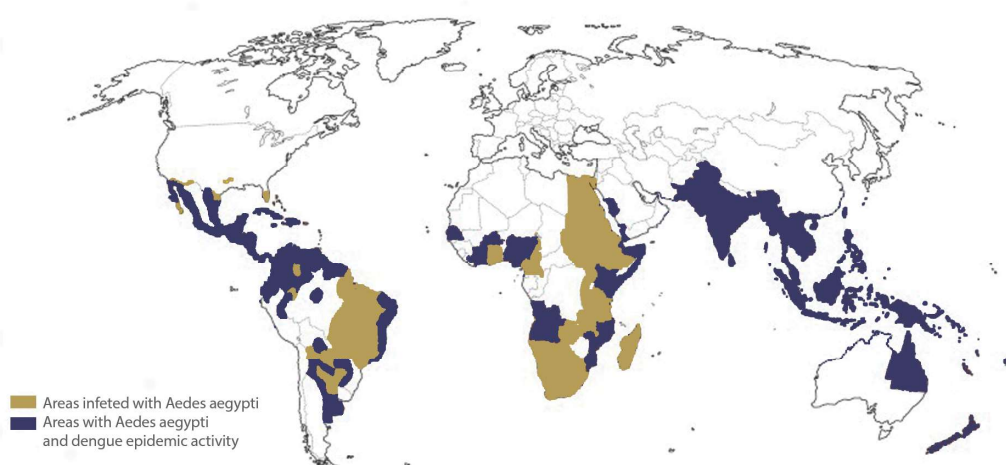 Areas infeted with Aedes aegypti
Areas with Aedes aegypti
and dengue epidemic activity